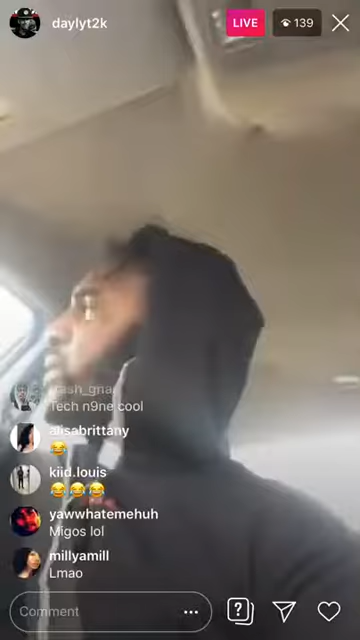 daylyt2k
LIVE
139
Tech n9ne cool
alisabrittany
😂
kiid.louis
😂😂😂
yawwhatemehuh
Migos lol
millyamill
Lmao
Comment